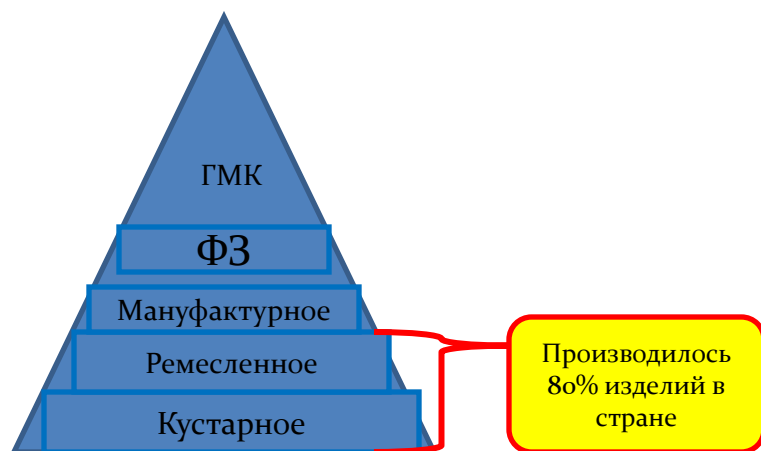 ГМК
ФЗ
Мануфактурное
Ремесленное
Кустарное
Производилось
80% изделий в
стране